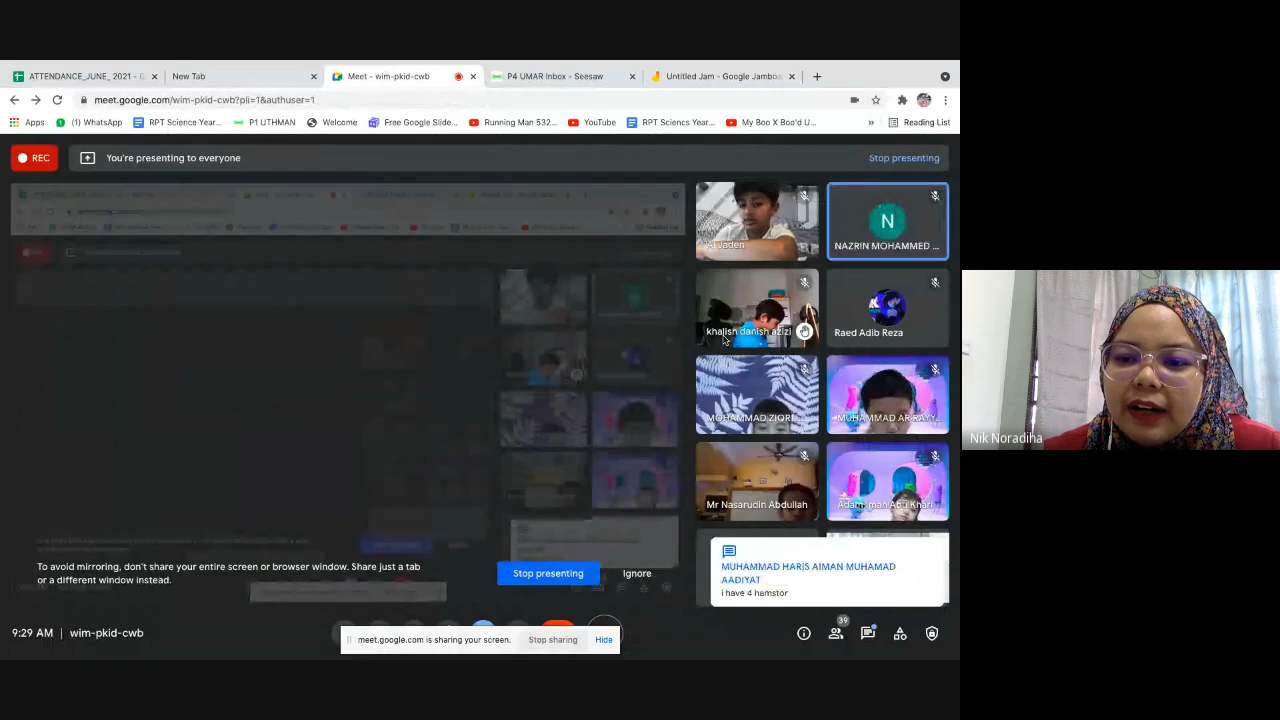 ATTENDANCE_JUNE_ 2021 - G
New Tab
Meet - wim-pkid-cwb
P4 UMAR Inbox - Seesaw
Untitled Jam - Google Jamboa
meet.google.com/wim-pkid-cwb?pli=1&authuser=1
Apps
(1) WhatsApp
RPT Science Year...
P1 UTHMAN
Welcome
Free Google Slide...
Running Man 532...
YouTube
RPT Sciencs Year...
My Boo X Boo'd U...
»
Reading List
REC
You're presenting to everyone
Stop presenting
Al Jaden
N
NAZRIN MOHAMMED ...
khalish danish azizi
Raed Adib Reza
MOHAMMAD ZIQRI
MUHAMMAD AR RAYY...
Mr Nasarudin Abdullah
Nik Noradiha
MUHAMMAD HARIS AIMAN MUHAMAD
AADIYAT
i have 4 hamstor
To avoid mirroring, don't share your entire screen or browser window. Share just a tab
or a different window instead.
Stop presenting
Ignore
9:29 AM | wim-pkid-cwb
meet.google.com is sharing your screen.
Stop sharing
Hide
39